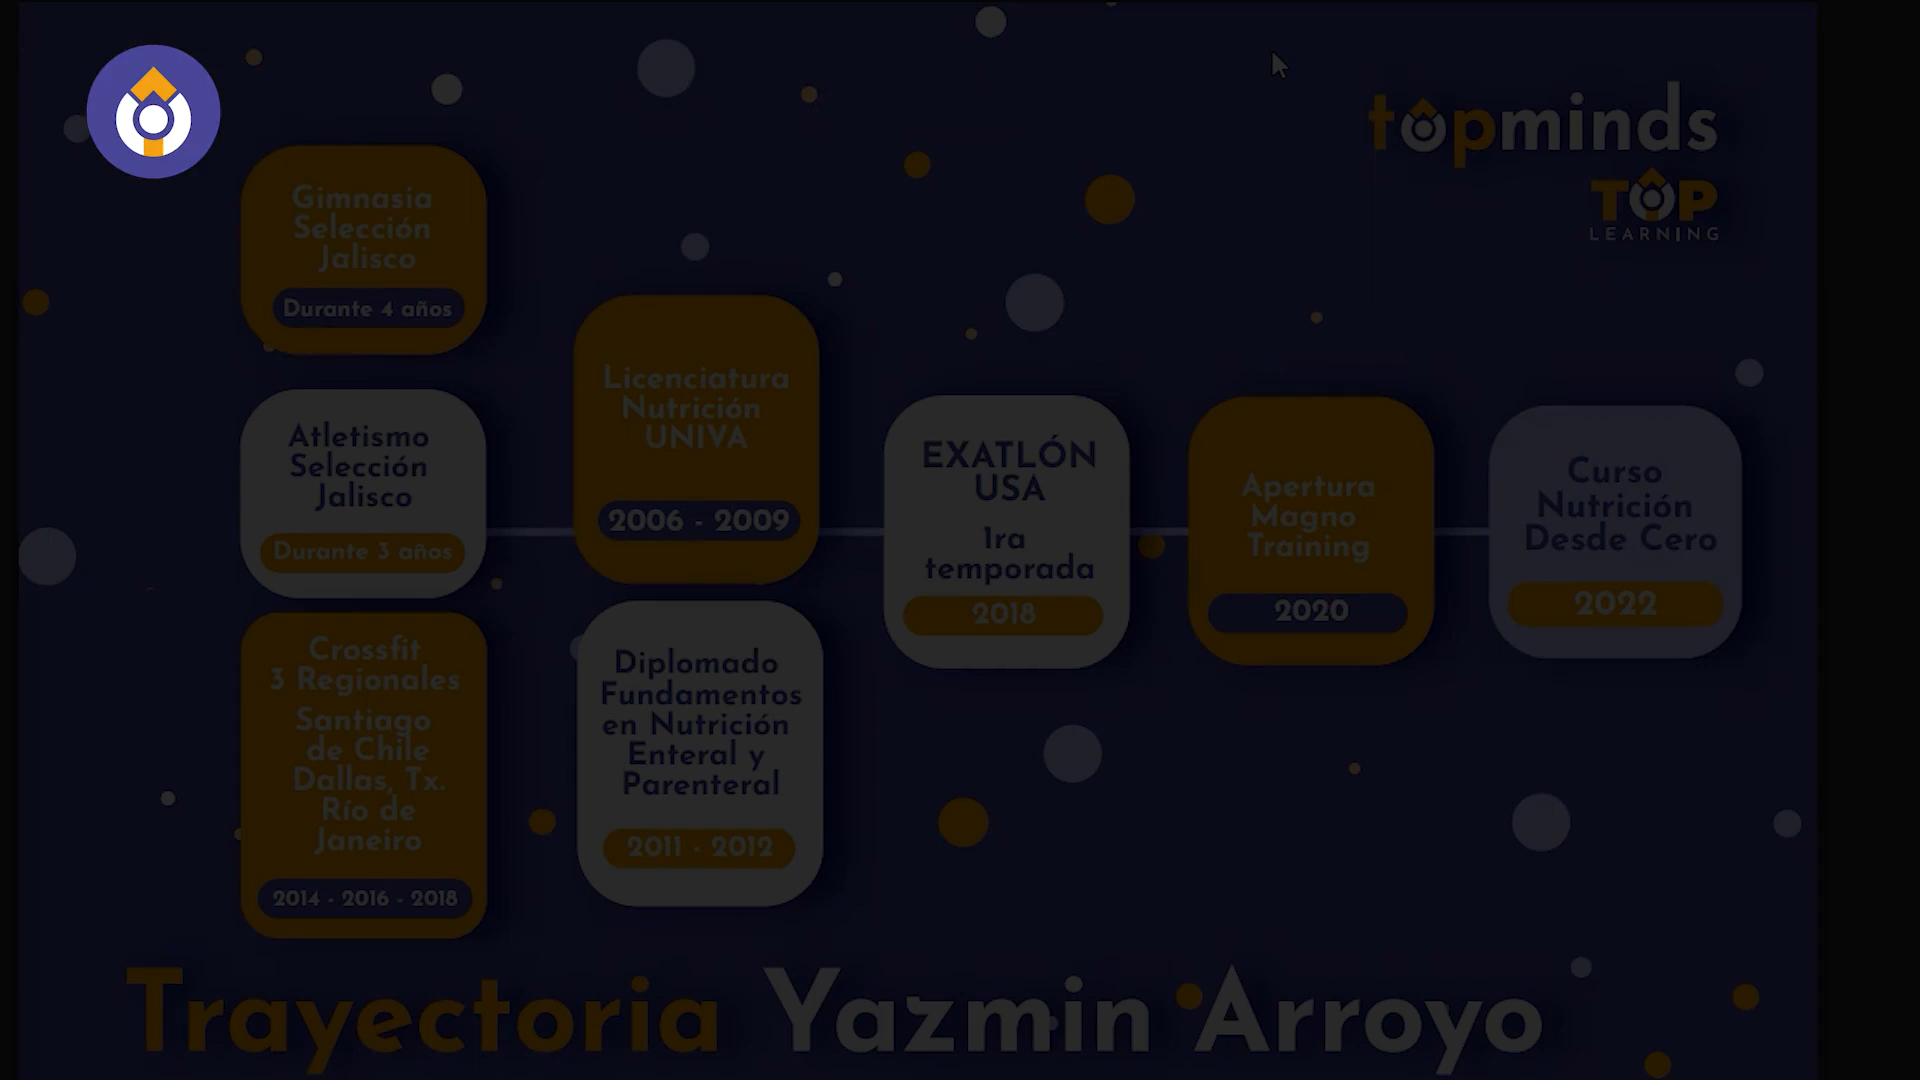 topminds
TOP
LEARNING
Gimnasia
Selección
Jalisco
Durante 4 años
Atletismo
Selección
Jalisco
Durante 3 años
Crossfit
3 Regionales
Santiago
de Chile
Dallas, Tx.
Río de
Janeiro
2014 - 2016 - 2018
Licenciatura
Nutrición
UNIVA
2006 - 2009
Diplomado
Fundamentos
en Nutrición
Enteral y
Parenteral
2011 - 2012
EXATLÓN
USA
1ra
temporada
2018
Apertura
Magno
Training
2020
Curso
Nutrición
Desde Cero
2022
Trayectoria Yazmin Arroyo